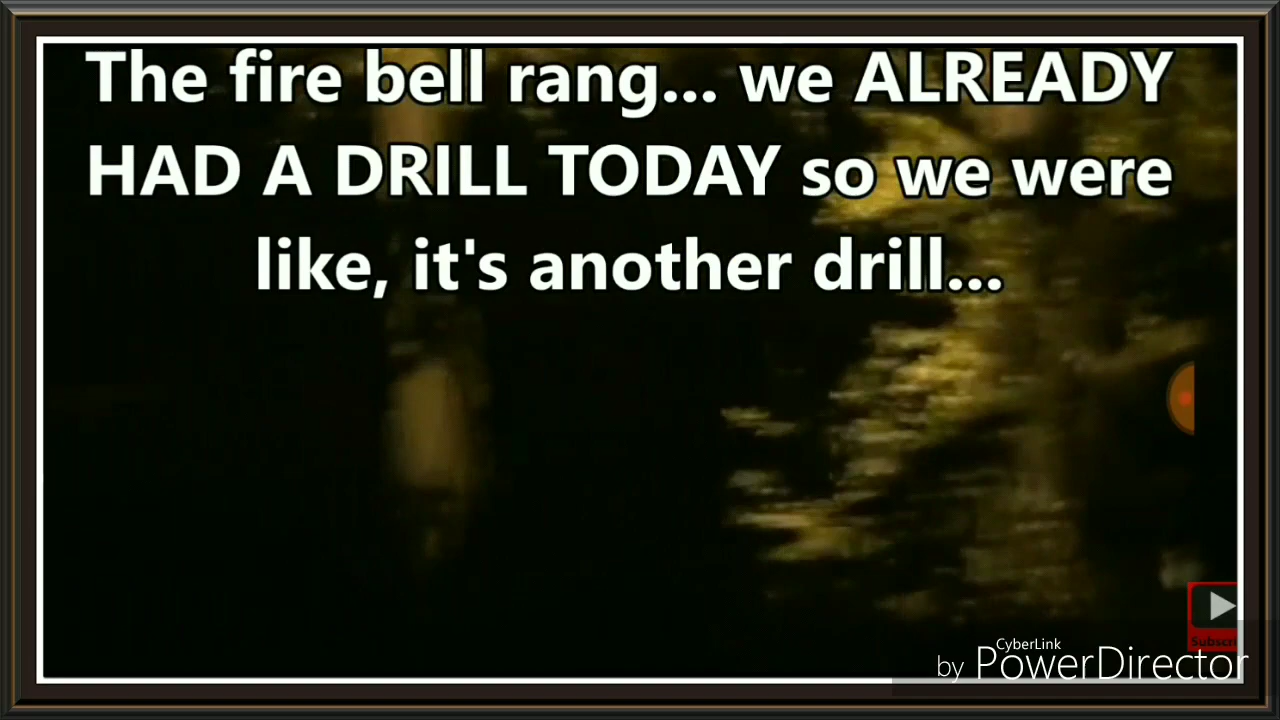 The fire bell rang... we ALREADY
HAD A DRILL TODAY so we were
like, it's another drill...
Subscri
CyberLink
by PowerDirector